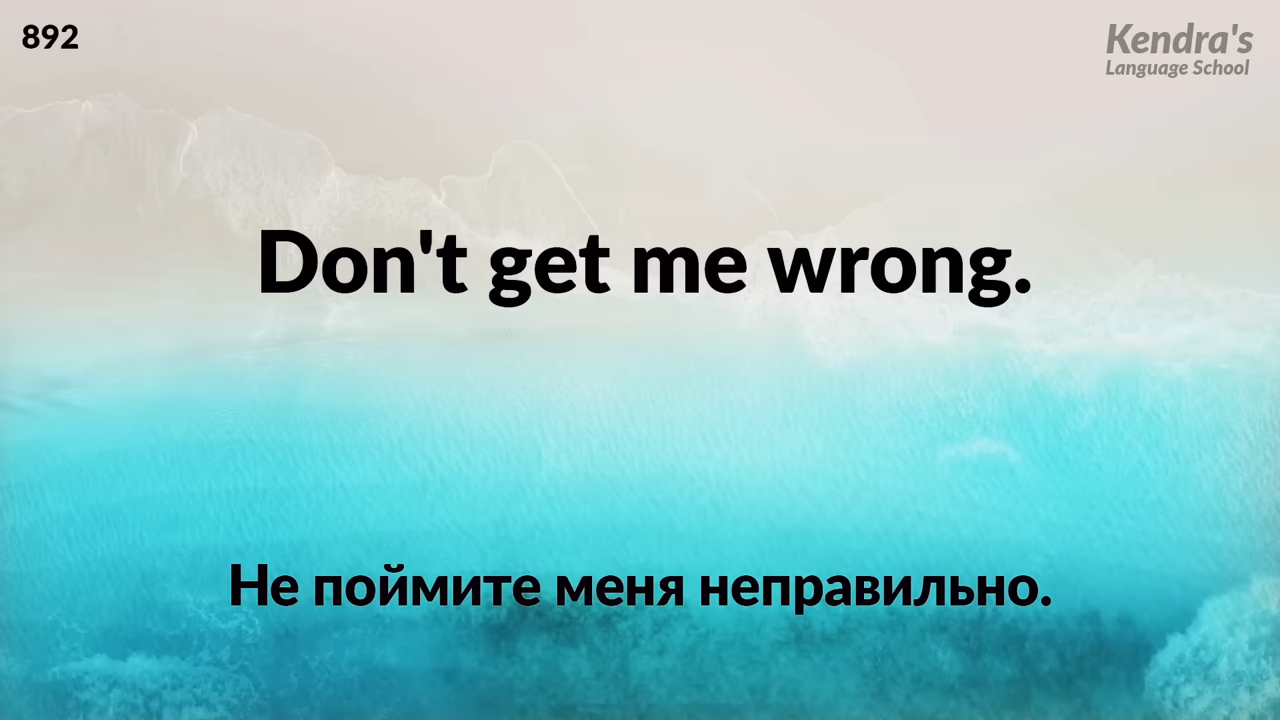 892
Kendra's
Language School
Don't get me wrong.
Не поймите меня неправильно.